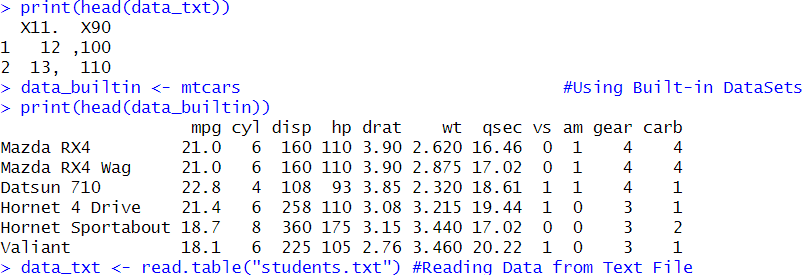 > print(head(data_txt))
  X11.  X90
1   12 ,100
2  13,  110
> data_builtin <- mtcars                            #Using Built-in DataSets
> print(head(data_builtin))
                   mpg cyl disp  hp drat    wt  qsec vs am gear carb
Mazda RX4         21.0   6  160 110 3.90 2.620 16.46  0  1    4    4
Mazda RX4 Wag     21.0   6  160 110 3.90 2.875 17.02  0  1    4    4
Datsun 710        22.8   4  108  93 3.85 2.320 18.61  1  1    4    1
Hornet 4 Drive    21.4   6  258 110 3.08 3.215 19.44  1  0    3    1
Hornet Sportabout 18.7   8  360 175 3.15 3.440 17.02  0  0    3    2
Valiant           18.1   6  225 105 2.76 3.460 20.22  1  0    3    1
> data_txt <- read.table("students.txt") #Reading Data from Text File